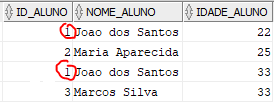 ID_ALUNO NOME_ALUNO IDADE_ALUNO
1 Joao dos Santos 22
2 Maria Aparecida 25
1 Joao dos Santos 33
3 Marcos Silva 33